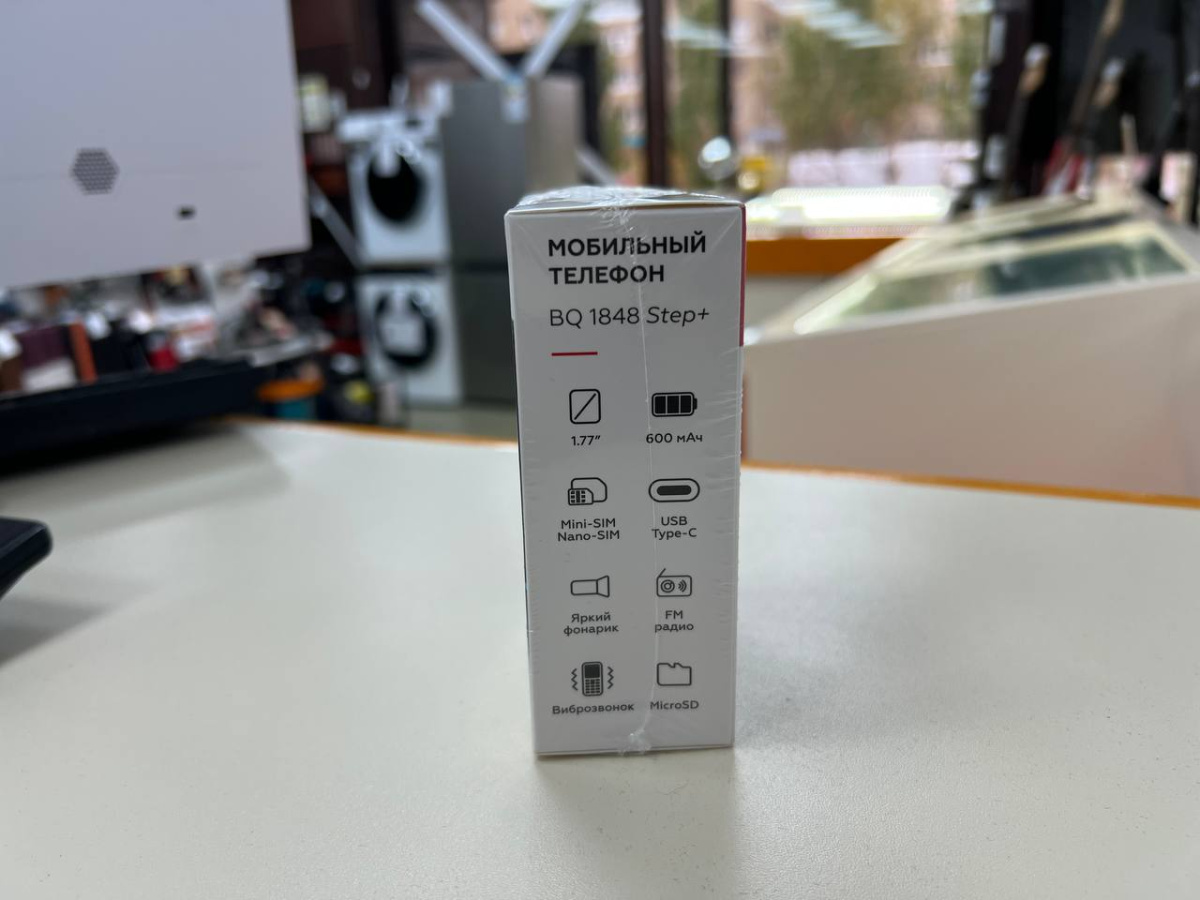 МОБИЛЬНЫЙ
ТЕЛЕФОН
BQ 1848 Step+
1.77″
600 мАч
Mini-SIM
Nano-SIM
USB
Type-C
Яркий
фонарик
FM
радио
Виброзвонок
MicroSD